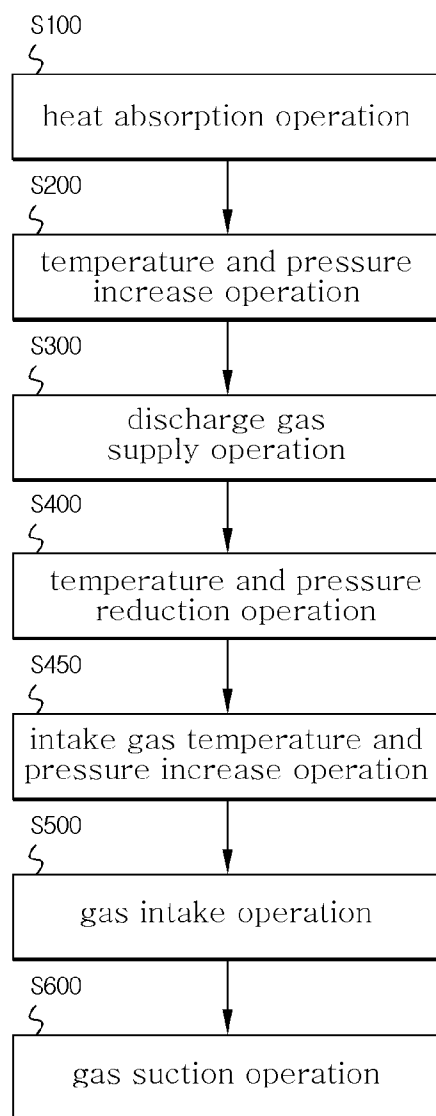 S100
heat absorption operation
S200
temperature and pressure
increase operation
S300
discharge gas
supply operation
S400
temperature and pressure
reduction operation
S450
intake gas temperature and
pressure increase operation
S500
gas intake operation
S600
gas suction operation